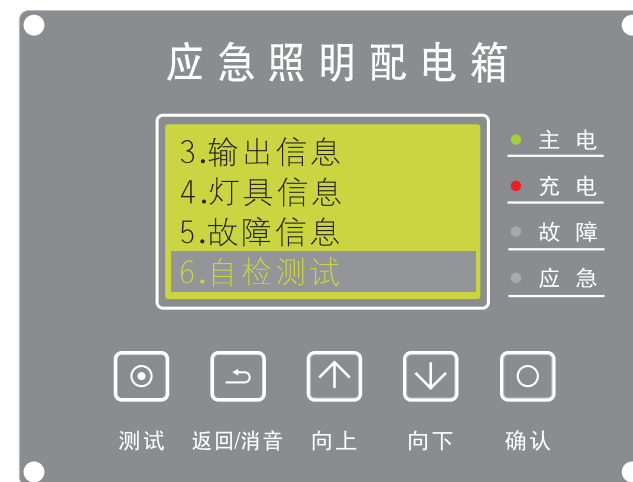 应急照明配电箱
3.输出信息
4.灯具信息
5.故障信息
6.自检测试
主电
充电
故障
应急
测试 返回/消音 向上 向下 确认